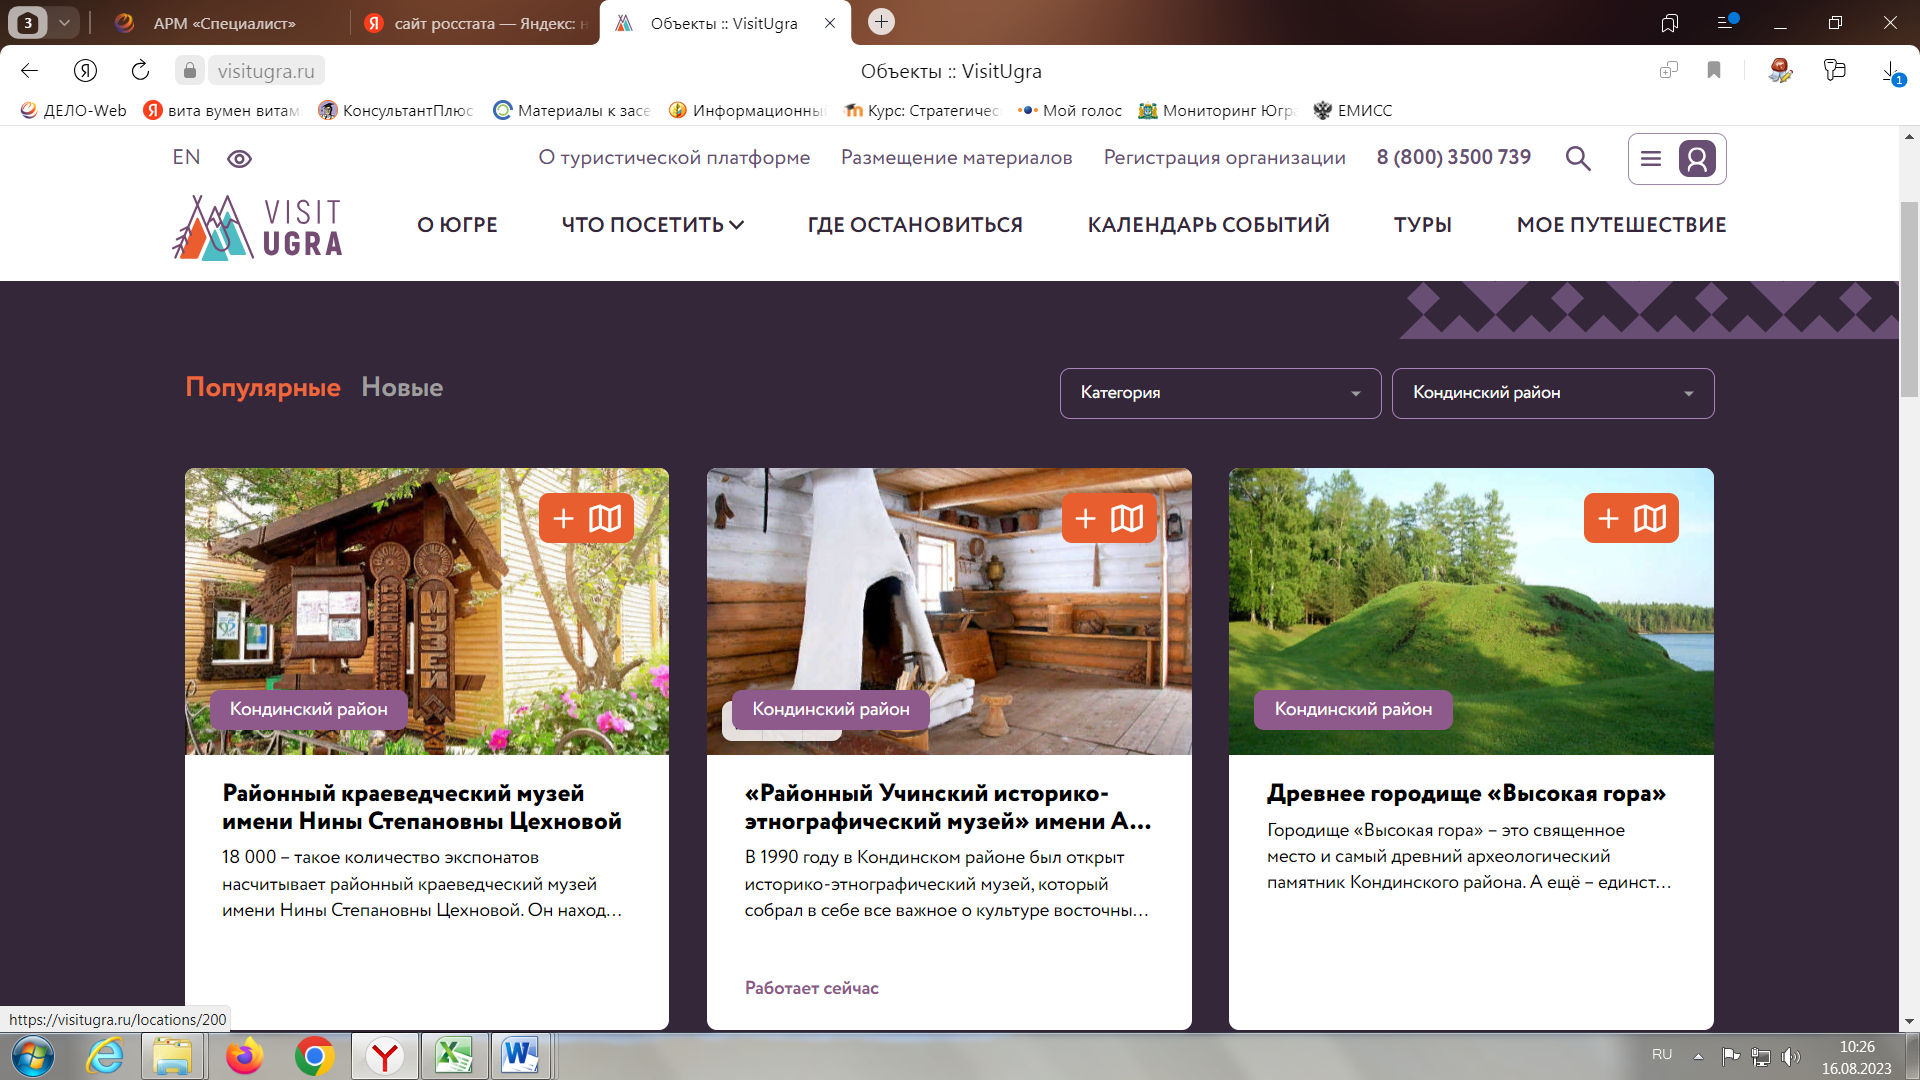 3
АРМ «Специалист»
сайт росстата — Яндекс: н
Объекты :: VisitUgra
visitugra.ru
Объекты :: VisitUgra
1
ДЕЛО-Web
вита вумен витам
КонсультантПлюс
Материалы к засе
Информационны
Курс: Стратегичес
Мой голос
Мониторинг Югра
ЕМИСС
EN
О туристической платформе
Размещение материалов
Регистрация организации
8 (800) 3500 739
VISIT
UGRA
О ЮГРЕ
ЧТО ПОСЕТИТЬ
ГДЕ ОСТАНОВИТЬСЯ
КАЛЕНДАРЬ СОБЫТИЙ
ТУРЫ
МОЕ ПУТЕШЕСТВИЕ
Популярные
Новые
Категория
Кондинский район
МУЗЕЙ
Кондинский район
Районный краеведческий музей
имени Нины Степановны Цехновой
18 000 – такое количество экспонатов
насчитывает районный краеведческий музей
имени Нины Степановны Цехновой. Он наход...
Кондинский район
«Районный Учинский историко-
этнографический музей» имени А...
В 1990 году в Кондинском районе был открыт
историко-этнографический музей, который
собрал в себе все важное о культуре восточны...
Работает сейчас
Кондинский район
Древнее городище «Высокая гора»
Городище «Высокая гора» – это священное
место и самый древний археологический
памятник Кондинского района. А ещё – единст...
https://visitugra.ru/locations/200
RU
10:26
16.08.2023